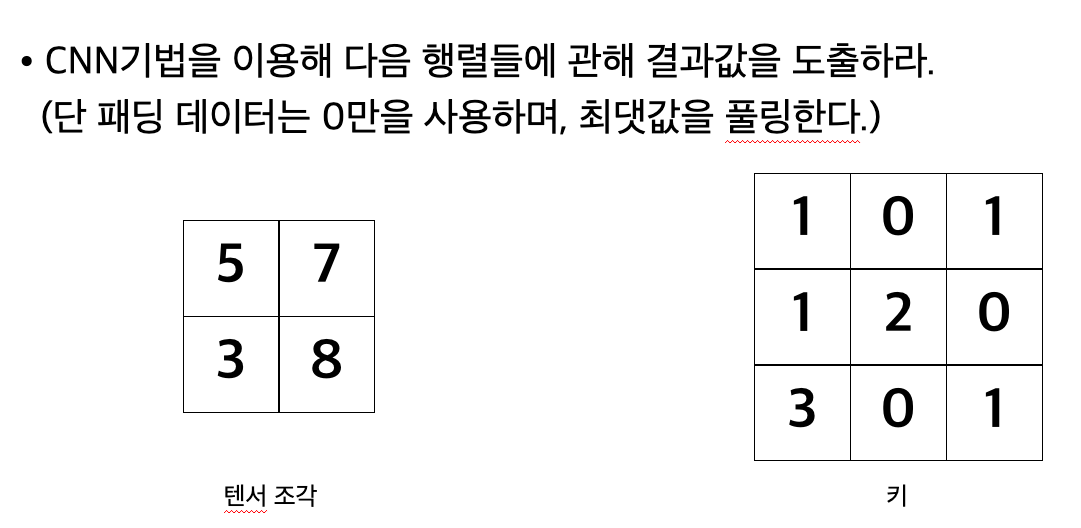 • CNN기법을 이용해 다음 행렬들에 관해 결과값을 도출하라.
(단 패딩 데이터는 0만을 사용하며, 최댓값을 풀링한다.)
5 7
3 8
텐서 조각
1 0 1
1 2 0
3 0 1
키